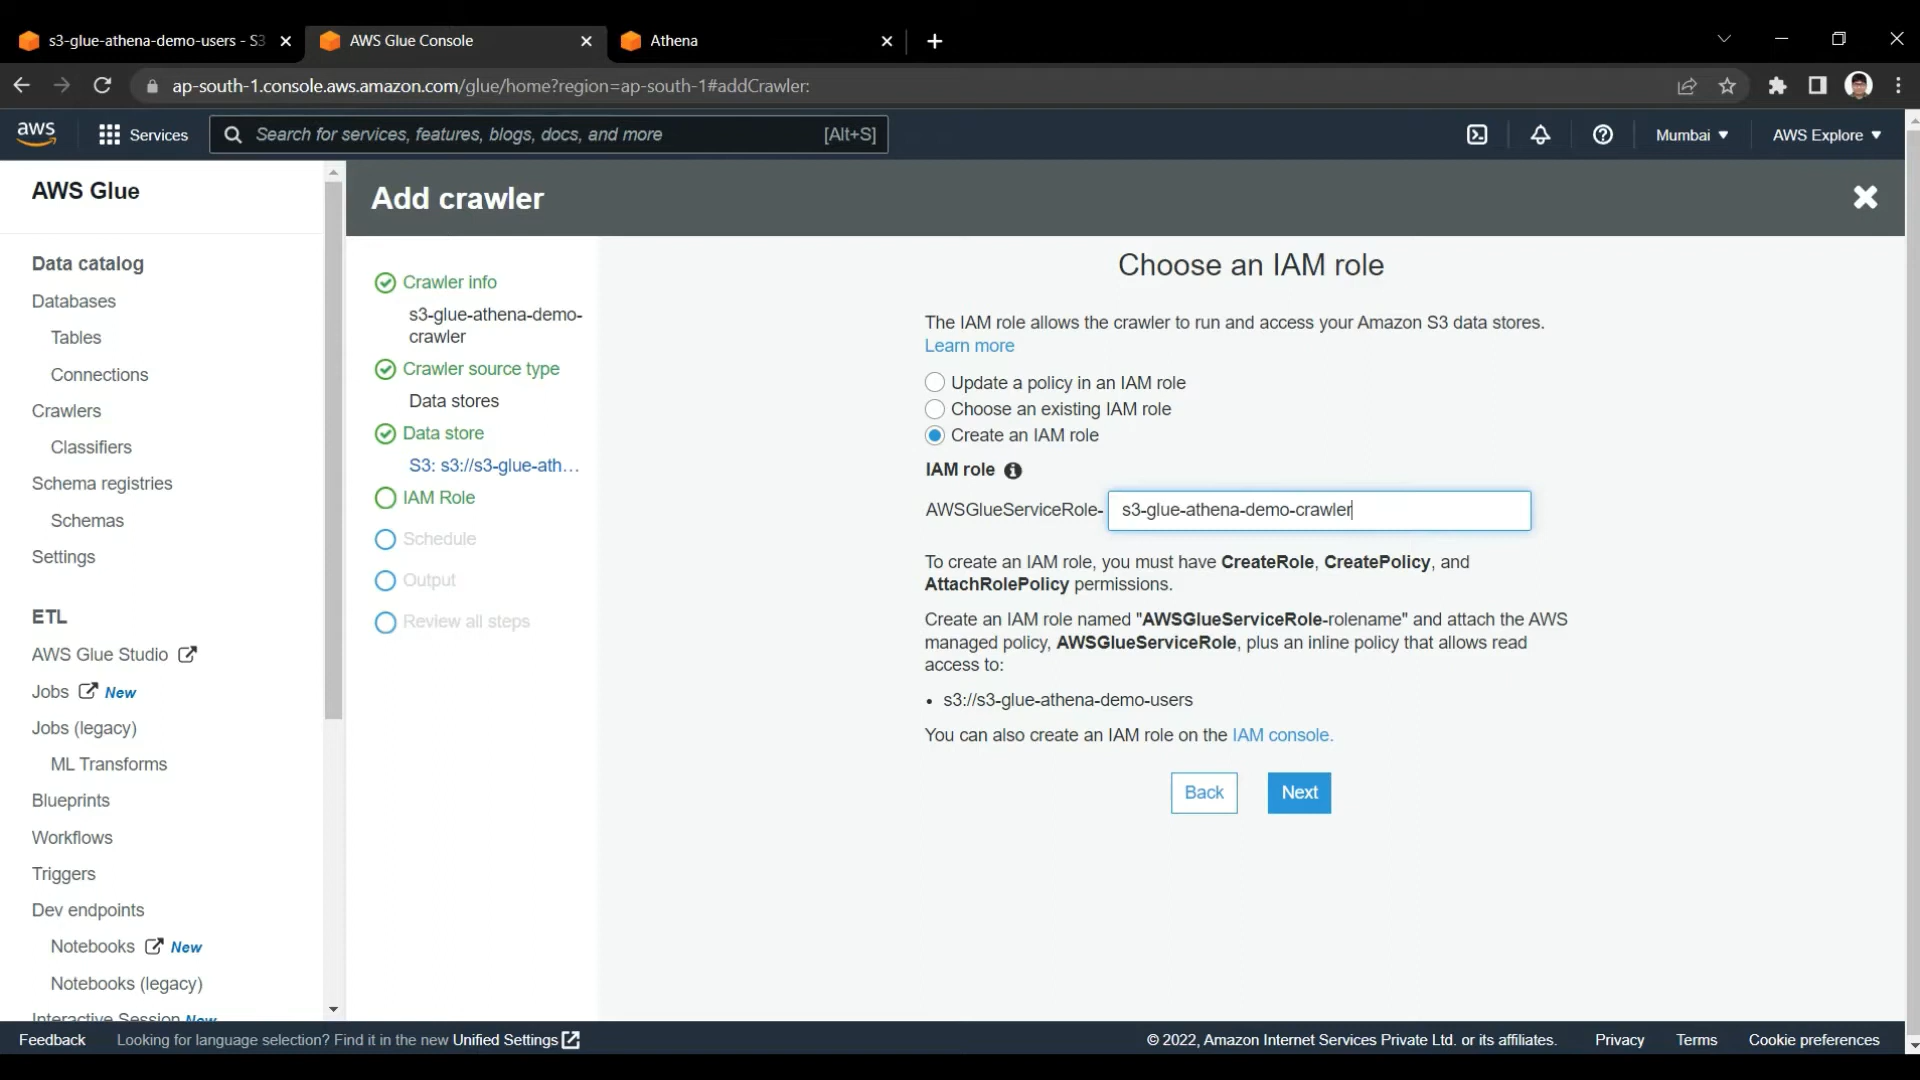 s3-glue-athena-demo-users - S3
AWS Glue Console
Athena
ap-south-1.console.aws.amazon.com/glue/home?region=ap-south-1#addCrawler:
aws
Services
Search for services, features, blogs, docs, and more
[Alt+S]
Mumbai
AWS Explore
AWS Glue
Data catalog
Databases
Tables
Connections
Crawlers
Classifiers
Schema registries
Schemas
Settings
ETL
AWS Glue Studio
Jobs New
Jobs (legacy)
ML Transforms
Blueprints
Workflows
Triggers
Dev endpoints
Notebooks New
Notebooks (legacy)
Interactive Session New
Add crawler
Crawler info
s3-glue-athena-demo-
crawler
Crawler source type
Data stores
Data store
S3: s3://s3-glue-ath...
IAM Role
Schedule
Output
Review all steps
Choose an IAM role
The IAM role allows the crawler to run and access your Amazon S3 data stores.
Learn more
Update a policy in an IAM role
Choose an existing IAM role
Create an IAM role
IAM role
AWSGlueServiceRole- s3-glue-athena-demo-crawler
To create an IAM role, you must have CreateRole, CreatePolicy, and
AttachRolePolicy permissions.
Create an IAM role named "AWSGlueServiceRole-rolename" and attach the AWS
managed policy, AWSGlueServiceRole, plus an inline policy that allows read
access to:
• s3://s3-glue-athena-demo-users
You can also create an IAM role on the IAM console.
Back
Next
Feedback
Looking for language selection? Find it in the new Unified Settings
© 2022, Amazon Internet Services Private Ltd. or its affiliates.
Privacy
Terms
Cookie preferences